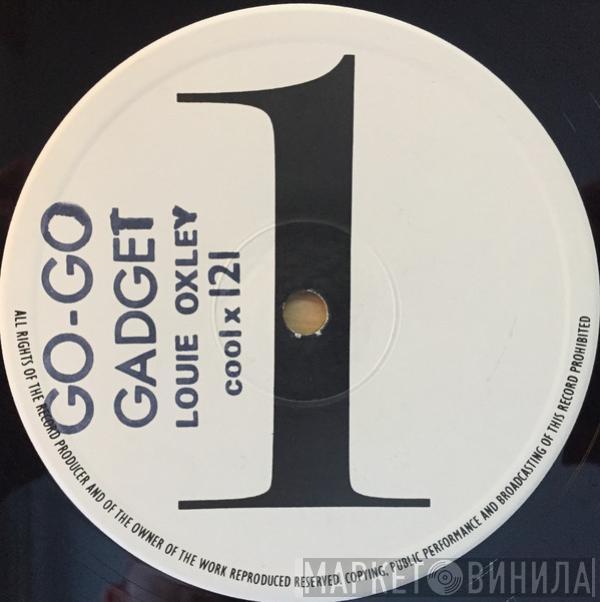 GO-GO
GADGET
LOUIE OXLEY
cool x 121
1
ALL RIGHTS OF THE RECORD PRODUCER AND OF THE OWNER OF THE WORK REPRODUCED RESERVED. COPYING, PUBLIC PERFORMANCE AND BROADCASTING OF THIS RECORD PROHIBITED
МАРКЕТ ВИНИЛА